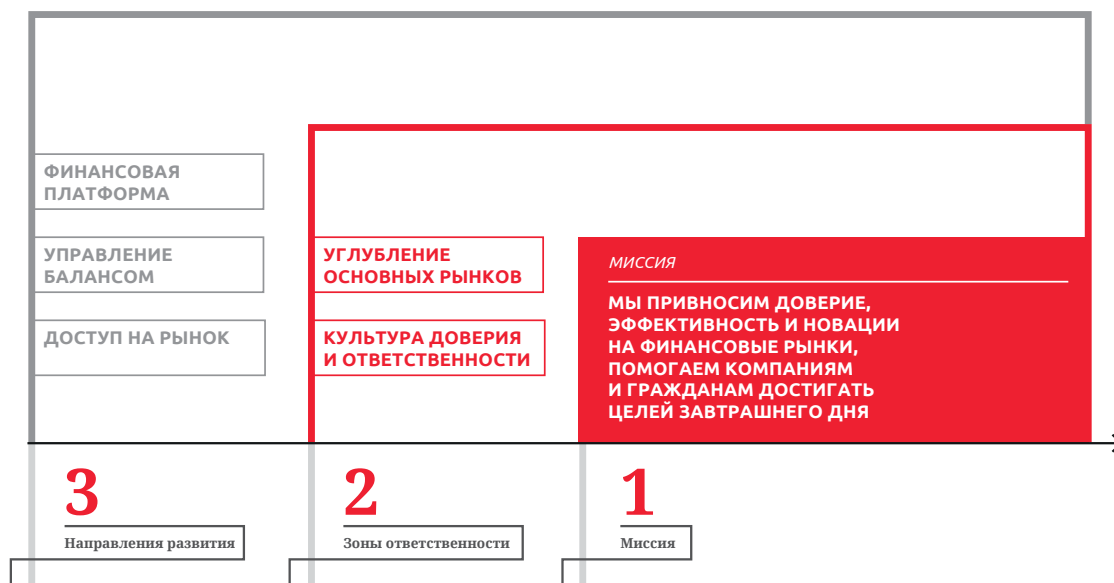 ФИНАНСОВАЯ
ПЛАТФОРМА
УПРАВЛЕНИЕ
БАЛАНСОМ
ДОСТУП НА РЫНОК
УГЛУБЛЕНИЕ
ОСНОВНЫХ РЫНКОВ
КУЛЬТУРА ДОВЕРИЯ
И ОТВЕТСТВЕННОСТИ
МИССИЯ
МЫ ПРИВНОСИМ ДОВЕРИЕ,
ЭФФЕКТИВНОСТЬ И НОВАЦИИ
НА ФИНАНСОВЫЕ РЫНКИ,
ПОМОГАЕМ КОМПАНИЯМ
И ГРАЖДАНАМ ДОСТИГАТЬ
ЦЕЛЕЙ ЗАВТРАШНЕГО ДНЯ
3
Направления развития
2
Зоны ответственности
1
Миссия